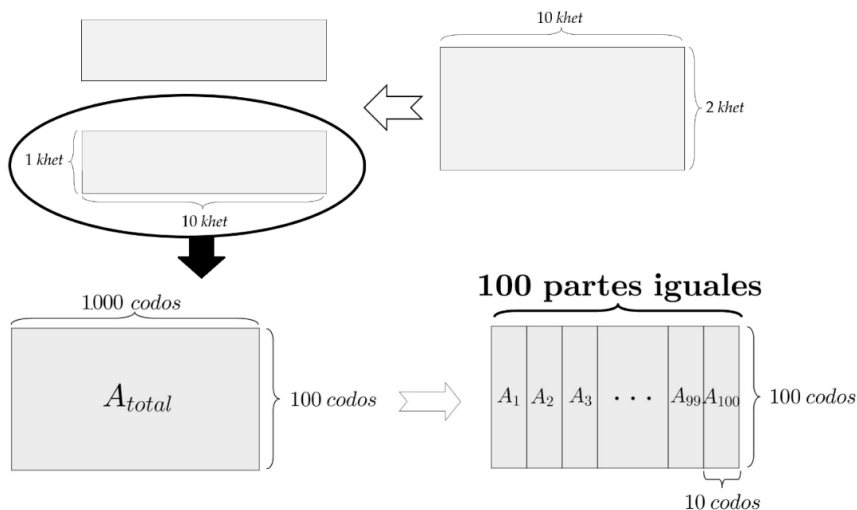 10 khet
2 khet
1 khet
10 khet
1.000 codos
A_total
100 codos
100 partes iguales
A_1 A_2 A_3 · · · A_99 A_100
100 codos
10 codos